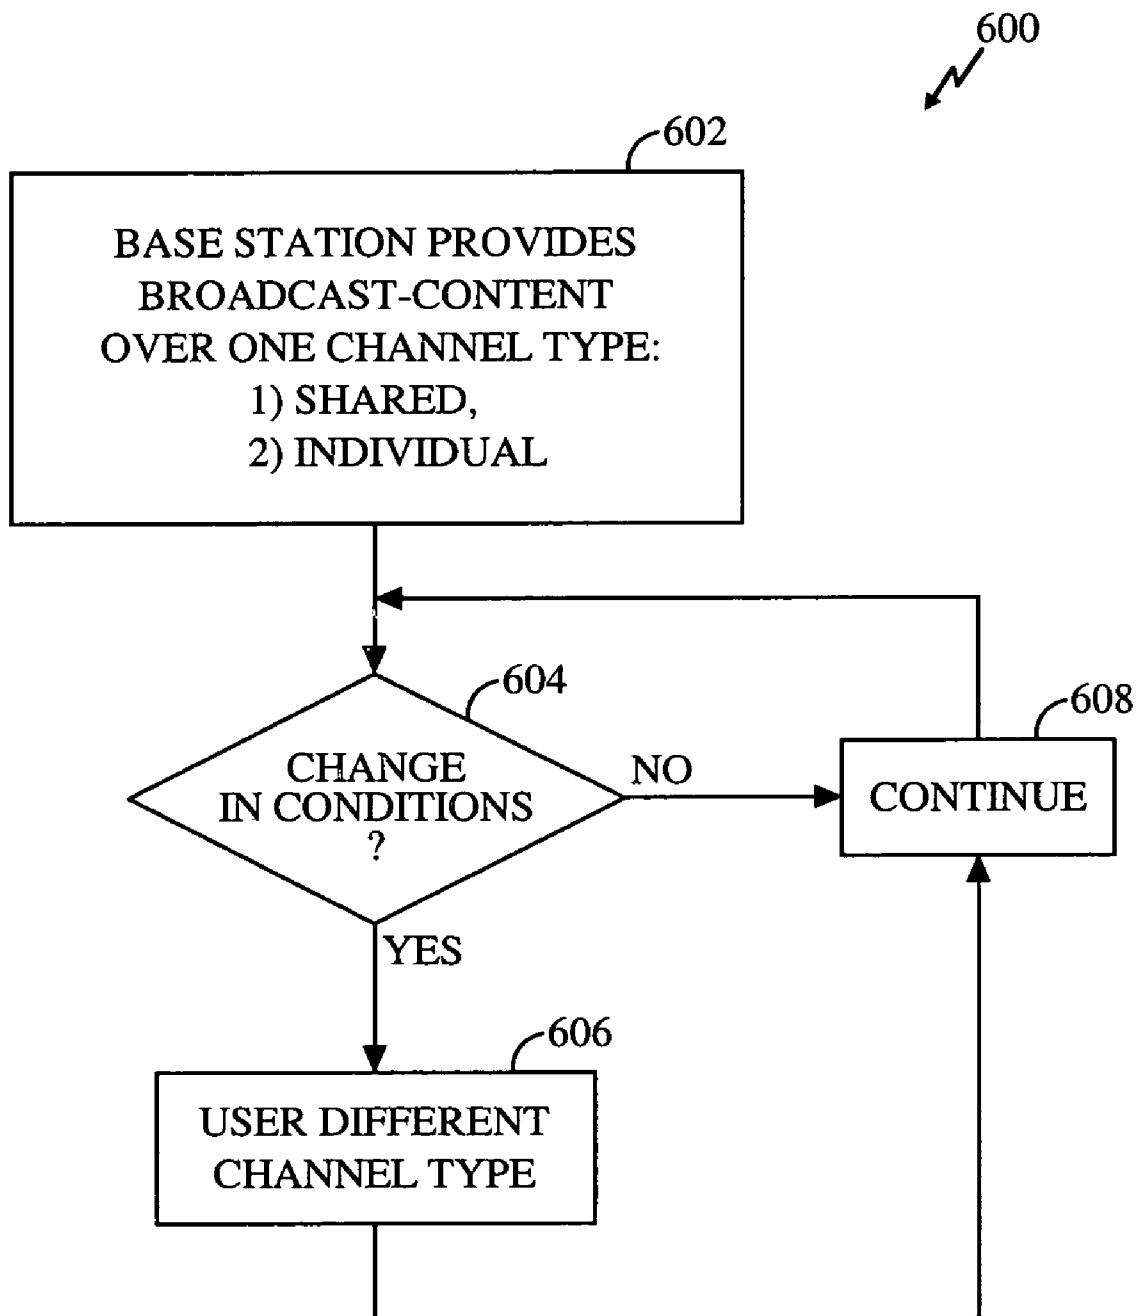 600
602
BASE STATION PROVIDES
BROADCAST-CONTENT
OVER ONE CHANNEL TYPE:
1) SHARED,
2) INDIVIDUAL
604
CHANGE
IN CONDITIONS
?
NO
608
CONTINUE
YES
606
USER DIFFERENT
CHANNEL TYPE